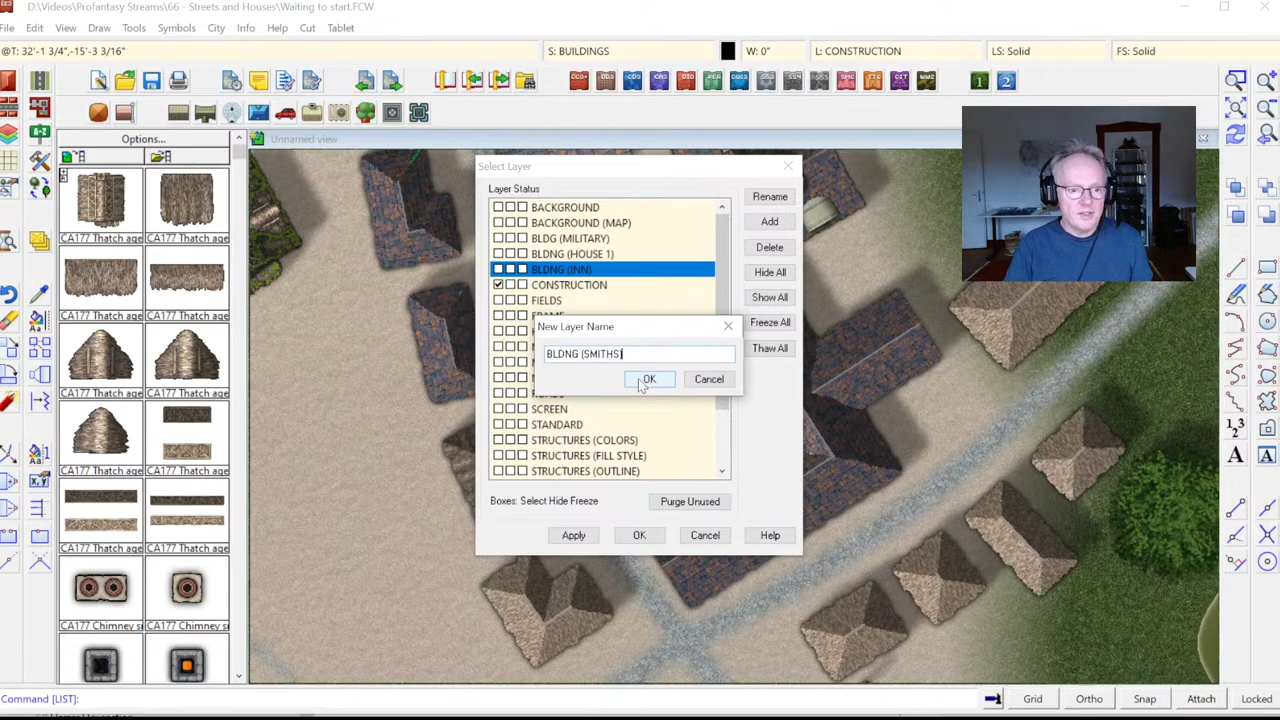 D:\Videos\Profantasy Streams\66 - Streets and Houses\Waiting to start.FCW
File Edit View Draw Tools Symbols City Info Help Cut Tablet
@T: 32'-1 3/4",-15'-3 3/16" S: BUILDINGS W: 0" L: CONSTRUCTION LS: Solid FS: Solid
Options...
Unnamed view
CA177 Thatch age CA177 Thatch age
CA177 Thatch age CA177 Thatch age
CA177 Thatch age CA177 Thatch age
CA177 Thatch age CA177 Thatch age
CA177 Thatch age CA177 Thatch age
CA177 Chimney sr CA177 Chimney sr
Select Layer
Layer Status
BACKGROUND
BACKGROUND (MAP)
BLDG (MILITARY)
BLDNG (HOUSE 1)
BLDNG (INN)
CONSTRUCTION
FIELDS
SCREEN
STANDARD
STRUCTURES (COLORS)
STRUCTURES (FILL STYLE)
STRUCTURES (OUTLINE)
Rename
Add
Delete
Hide All
Show All
Freeze All
Thaw All
New Layer Name
BLDNG (SMITHS)
OK Cancel
Boxes: Select Hide Freeze Purge Unused
Apply OK Cancel Help
Command [LIST]: Grid Ortho Snap Attach Locked